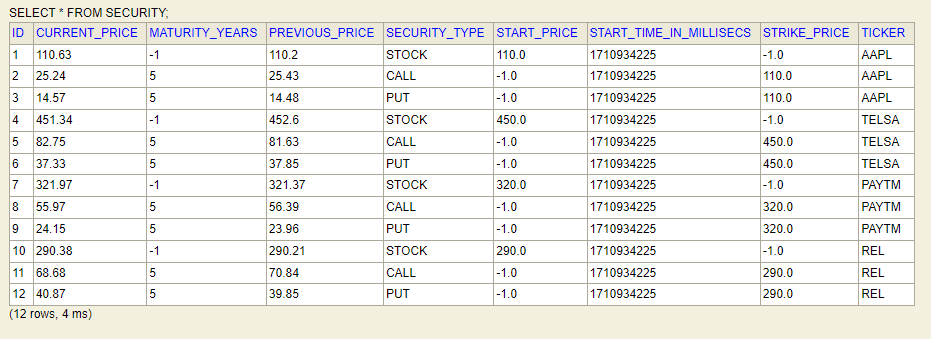 SELECT * FROM SECURITY;
ID CURRENT_PRICE MATURITY_YEARS PREVIOUS_PRICE SECURITY_TYPE START_PRICE START_TIME_IN_MILLISECS STRIKE_PRICE TICKER
1 110.63 -1 110.2 STOCK 110.0 1710934225 -1.0 AAPL
2 25.24 5 25.43 CALL -1.0 1710934225 110.0 AAPL
3 14.57 5 14.48 PUT -1.0 1710934225 110.0 AAPL
4 451.34 -1 452.6 STOCK 450.0 1710934225 -1.0 TELSA
5 82.75 5 81.63 CALL -1.0 1710934225 450.0 TELSA
6 37.33 5 37.85 PUT -1.0 1710934225 450.0 TELSA
7 321.97 -1 321.37 STOCK 320.0 1710934225 -1.0 PAYTM
8 55.97 5 56.39 CALL -1.0 1710934225 320.0 PAYTM
9 24.15 5 23.96 PUT -1.0 1710934225 320.0 PAYTM
10 290.38 -1 290.21 STOCK 290.0 1710934225 -1.0 REL
11 68.68 5 70.84 CALL -1.0 1710934225 290.0 REL
12 40.87 5 39.85 PUT -1.0 1710934225 290.0 REL
(12 rows, 4 ms)